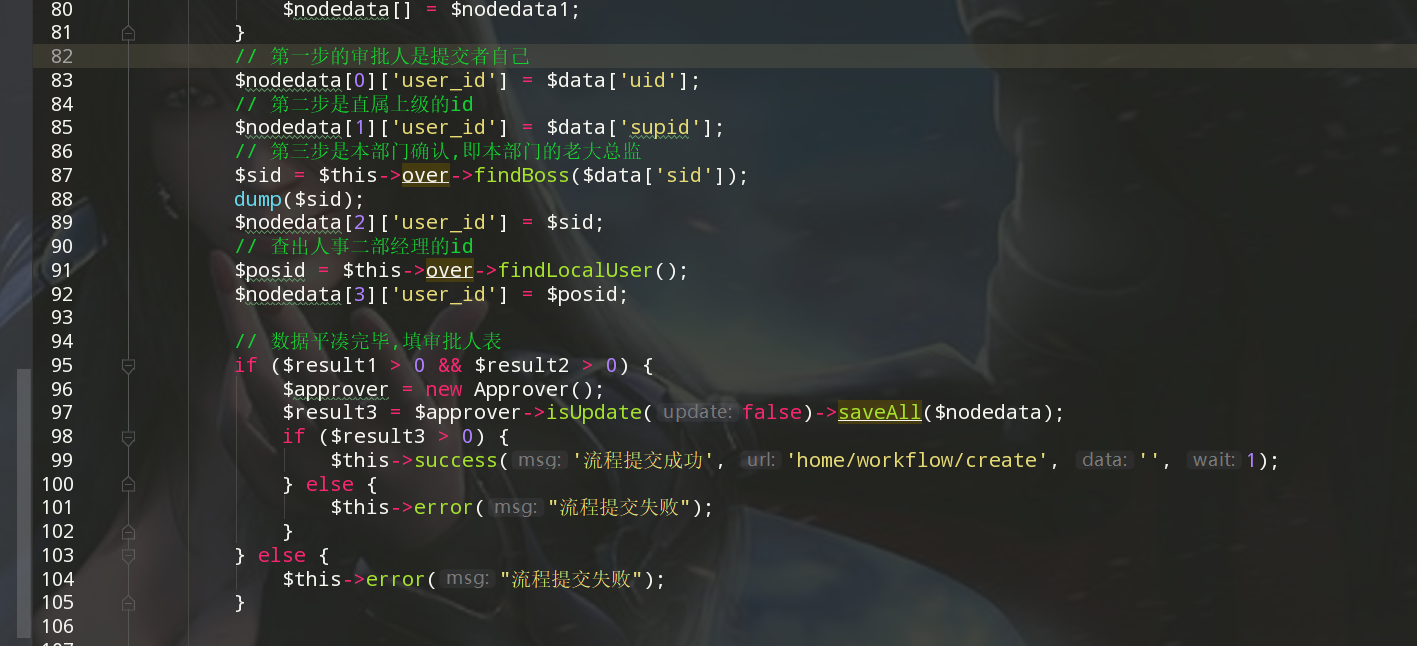 80 $nodedata[] = $nodedata1;
81 }
82 // 第一步的审批人是提交者自己
83 $nodedata[0]['user_id'] = $data['uid'];
84 // 第二步是直属上级的id
85 $nodedata[1]['user_id'] = $data['supid'];
86 // 第三步是本部门确认,即本部门的老大总监
87 $sid = $this->over->findBoss($data['sid']);
88 dump($sid);
89 $nodedata[2]['user_id'] = $sid;
90 // 查出人事二部经理的id
91 $posid = $this->over->findLocalUser();
92 $nodedata[3]['user_id'] = $posid;
93
94 // 数据平凑完毕,填审批人表
95 if ($result1 > 0 && $result2 > 0) {
96 $approver = new Approver();
97 $result3 = $approver->isUpdate( update: false)->saveAll($nodedata);
98 if ($result3 > 0) {
99 $this->success( msg: '流程提交成功', url: 'home/workflow/create', data: '', wait: 1);
100 } else {
101 $this->error( msg: "流程提交失败");
102 }
103 } else {
104 $this->error( msg: "流程提交失败");
105 }
106